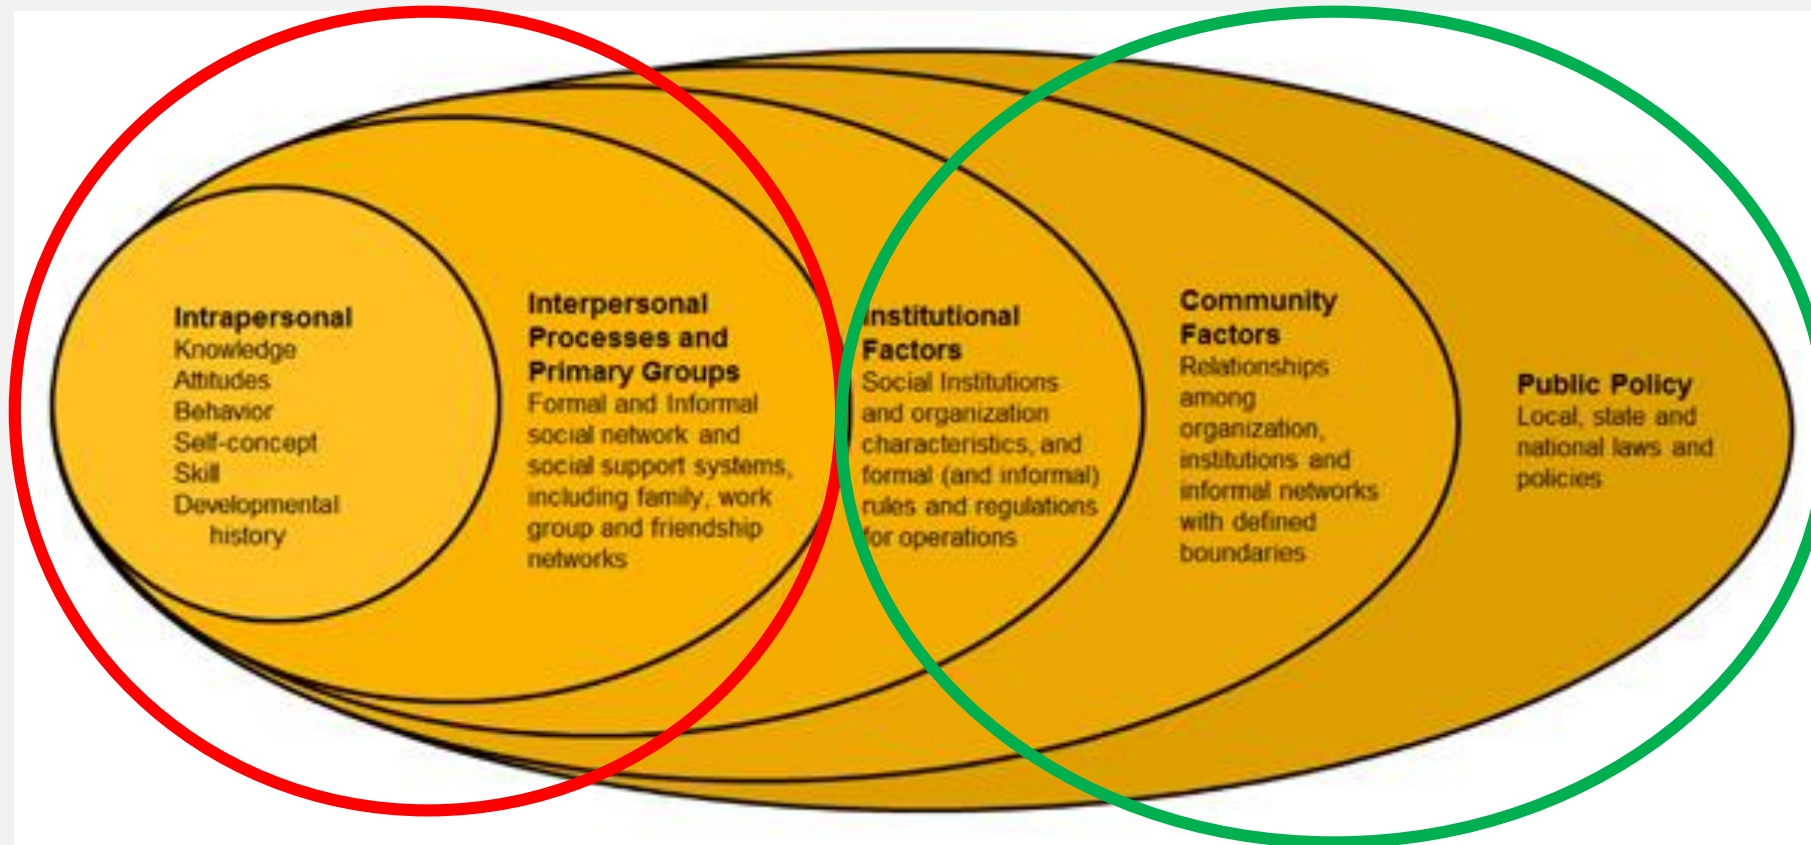 Intrapersonal
Knowledge
Attitudes
Behavior
Self-concept
Skill
Developmental
history
Interpersonal
Processes and
Primary Groups
Formal and Informal
social network and
social support systems,
including family, work
group and friendship
networks
Institutional
Factors
Social Institutions
and organization
characteristics, and
formal (and informal)
rules and regulations
for operations
Community
Factors
Relationships
among
organization,
institutions and
informal networks
with defined
boundaries
Public Policy
Local, state and
national laws and
policies